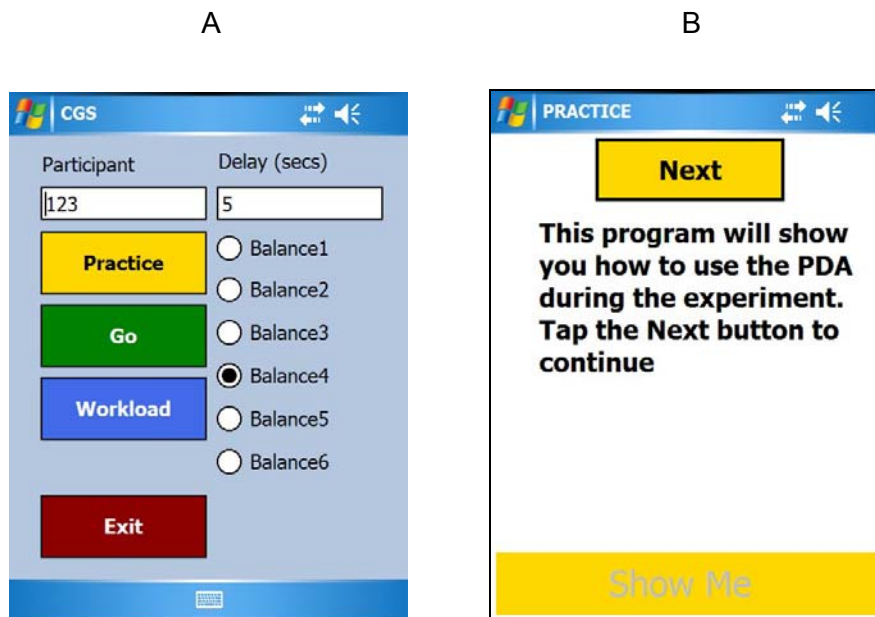 A
B
CGS
Participant
Delay (secs)
123
5
Practice
Go
Workload
Exit
Balance1
Balance2
Balance3
Balance4
Balance5
Balance6
PRACTICE
Next
This program will show
you how to use the PDA
during the experiment.
Tap the Next button to
continue
Show Me